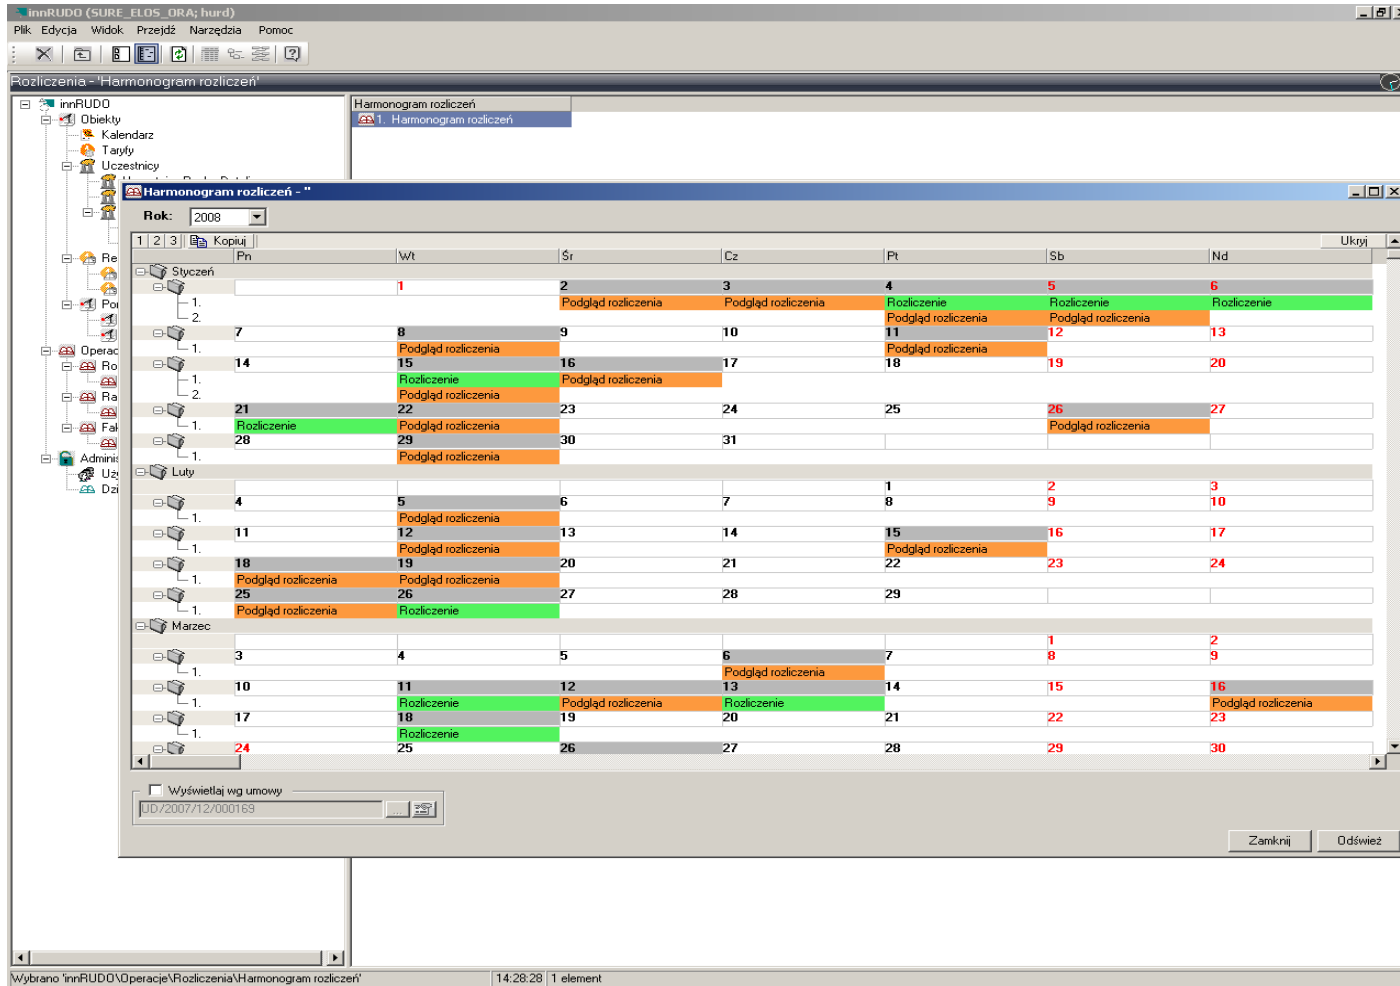 innRUDO (SURE_ELOS_ORA; hurd)
Plik Edycja Widok Przejdź Narzędzia Pomoc
Rozliczenia - 'Harmonogram rozliczeń'
innRUDO
Obiekty
Kalendarz
Taryfy
Uczestnicy
Harmonogram rozliczeń
1. Harmonogram rozliczeń
Re
Por
Operac
Ro
Ra
Fak
Adminis
Uży
Dzi
Harmonogram rozliczeń - ''
Rok: 2008
1 2 3 Kopiuj Ukryj
Pn Wt Śr Cz Pt Sb Nd
Styczeń
1 2 3 4 5 6
1. Podgląd rozliczenia Podgląd rozliczenia Rozliczenie Rozliczenie Rozliczenie
2. Podgląd rozliczenia Podgląd rozliczenia
7 8 9 10 11 12 13
1. Podgląd rozliczenia Podgląd rozliczenia
14 15 16 17 18 19 20
1. Rozliczenie Podgląd rozliczenia
2. Podgląd rozliczenia
21 22 23 24 25 26 27
1. Rozliczenie Podgląd rozliczenia Podgląd rozliczenia
28 29 30 31
1. Podgląd rozliczenia
Luty
1 2 3
4 5 6 7 8 9 10
1. Podgląd rozliczenia
11 12 13 14 15 16 17
1. Podgląd rozliczenia Podgląd rozliczenia
18 19 20 21 22 23 24
1. Podgląd rozliczenia Podgląd rozliczenia
25 26 27 28 29
1. Podgląd rozliczenia Rozliczenie
Marzec
1 2
3 4 5 6 7 8 9
1. Podgląd rozliczenia
10 11 12 13 14 15 16
1. Rozliczenie Podgląd rozliczenia Rozliczenie Podgląd rozliczenia
17 18 19 20 21 22 23
1. Rozliczenie
24 25 26 27 28 29 30
Wyświetlaj wg umowy
UD/2007/12/000169 ...
Zamknij Odśwież
Wybrano 'innRUDO\Operacje\Rozliczenia\Harmonogram rozliczeń' 14:28:28 1 element